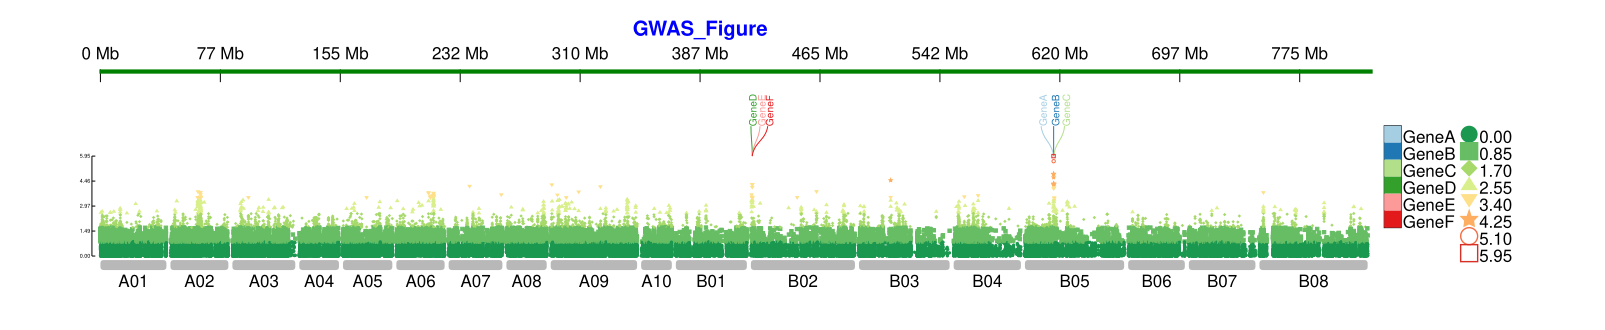 GWAS_Figure
0 Mb 77 Mb 155 Mb 232 Mb 310 Mb 387 Mb 465 Mb 542 Mb 620 Mb 697 Mb 775 Mb
GeneD GeneE GeneF GeneA GeneB GeneC
5.95
4.46
2.97
1.49
0.00
GeneA 0.00
GeneB 0.85
GeneC 1.70
GeneD 2.55
GeneE 3.40
GeneF 4.25
5.10
5.95
A01 A02 A03 A04 A05 A06 A07 A08 A09 A10 B01 B02 B03 B04 B05 B06 B07 B08